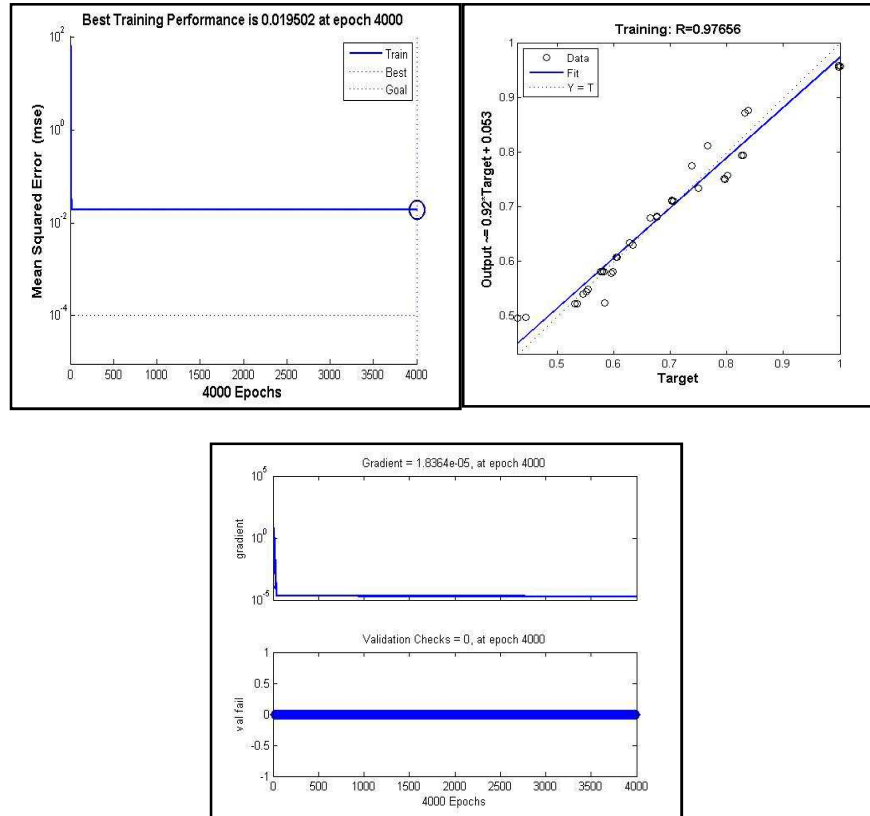 Best Training Performance is 0.019502 at epoch 4000
Mean Squared Error (mse)
10^2
10^0
10^-2
10^-4
Train
Best
Goal
0 500 1000 1500 2000 2500 3000 3500 4000
4000 Epochs
Training: R=0.97656
Output ~= 0.92*Target + 0.053
1
0.9
0.8
0.7
0.6
0.5
Data
Fit
Y = T
0.5 0.6 0.7 0.8 0.9 1
Target
Gradient = 1.8364e-05, at epoch 4000
gradient
10^5
10^0
10^-5
Validation Checks = 0, at epoch 4000
val fail
1
0.5
0
-0.5
-1
0 500 1000 1500 2000 2500 3000 3500 4000
4000 Epochs